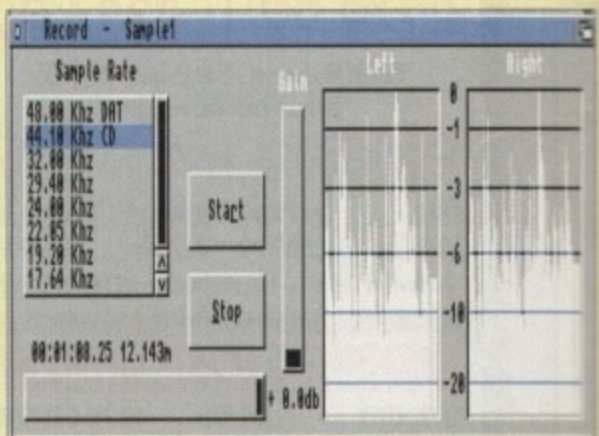 Record - Sample1
Sample Rate
48.00 Khz DAT
44.10 Khz CD
32.00 Khz
29.40 Khz
24.00 Khz
22.05 Khz
19.20 Khz
17.64 Khz
Start
Stop
00:01:08.25 12.143m
Gain
+ 0.0db
Left
Right
0
-1
-3
-6
-10
-20